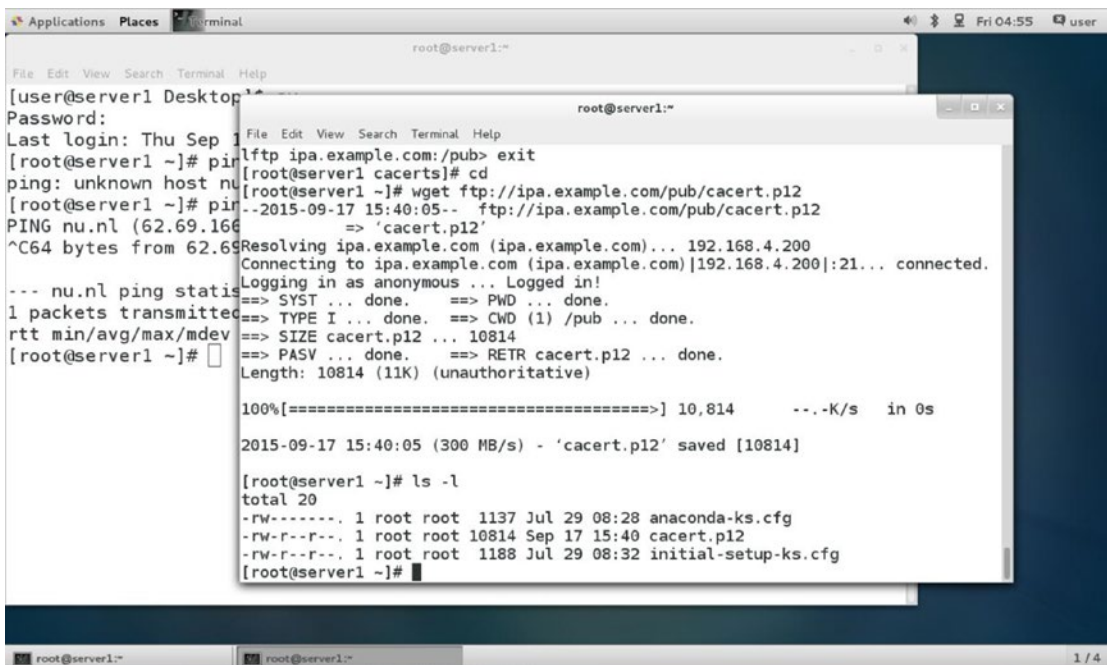 Applications Places Terminal Fri 04:55 user
root@server1:~
File Edit View Search Terminal Help
[user@server1 Desktop]$
Password:
Last login: Thu Sep 1
[root@server1 ~]# pin
ping: unknown host nu
[root@server1 ~]# pin
PING nu.nl (62.69.166
^C64 bytes from 62.69
--- nu.nl ping statis
1 packets transmitted
rtt min/avg/max/mdev
[root@server1 ~]#
root@server1:~
File Edit View Search Terminal Help
lftp ipa.example.com:/pub> exit
[root@server1 cacerts]# cd
[root@server1 ~]# wget ftp://ipa.example.com/pub/cacert.p12
--2015-09-17 15:40:05--  ftp://ipa.example.com/pub/cacert.p12
           => ‘cacert.p12’
Resolving ipa.example.com (ipa.example.com)... 192.168.4.200
Connecting to ipa.example.com (ipa.example.com)|192.168.4.200|:21... connected.
Logging in as anonymous ... Logged in!
==> SYST ... done.    ==> PWD ... done.
==> TYPE I ... done.  ==> CWD (1) /pub ... done.
==> SIZE cacert.p12 ... 10814
==> PASV ... done.    ==> RETR cacert.p12 ... done.
Length: 10814 (11K) (unauthoritative)
100%[======================================>] 10,814      --.-K/s   in 0s
2015-09-17 15:40:05 (300 MB/s) - ‘cacert.p12’ saved [10814]
[root@server1 ~]# ls -l
total 20
-rw-------. 1 root root  1137 Jul 29 08:28 anaconda-ks.cfg
-rw-r--r--. 1 root root 10814 Sep 17 15:40 cacert.p12
-rw-r--r--. 1 root root  1188 Jul 29 08:32 initial-setup-ks.cfg
[root@server1 ~]#
root@server1:~ root@server1:~ 1 / 4